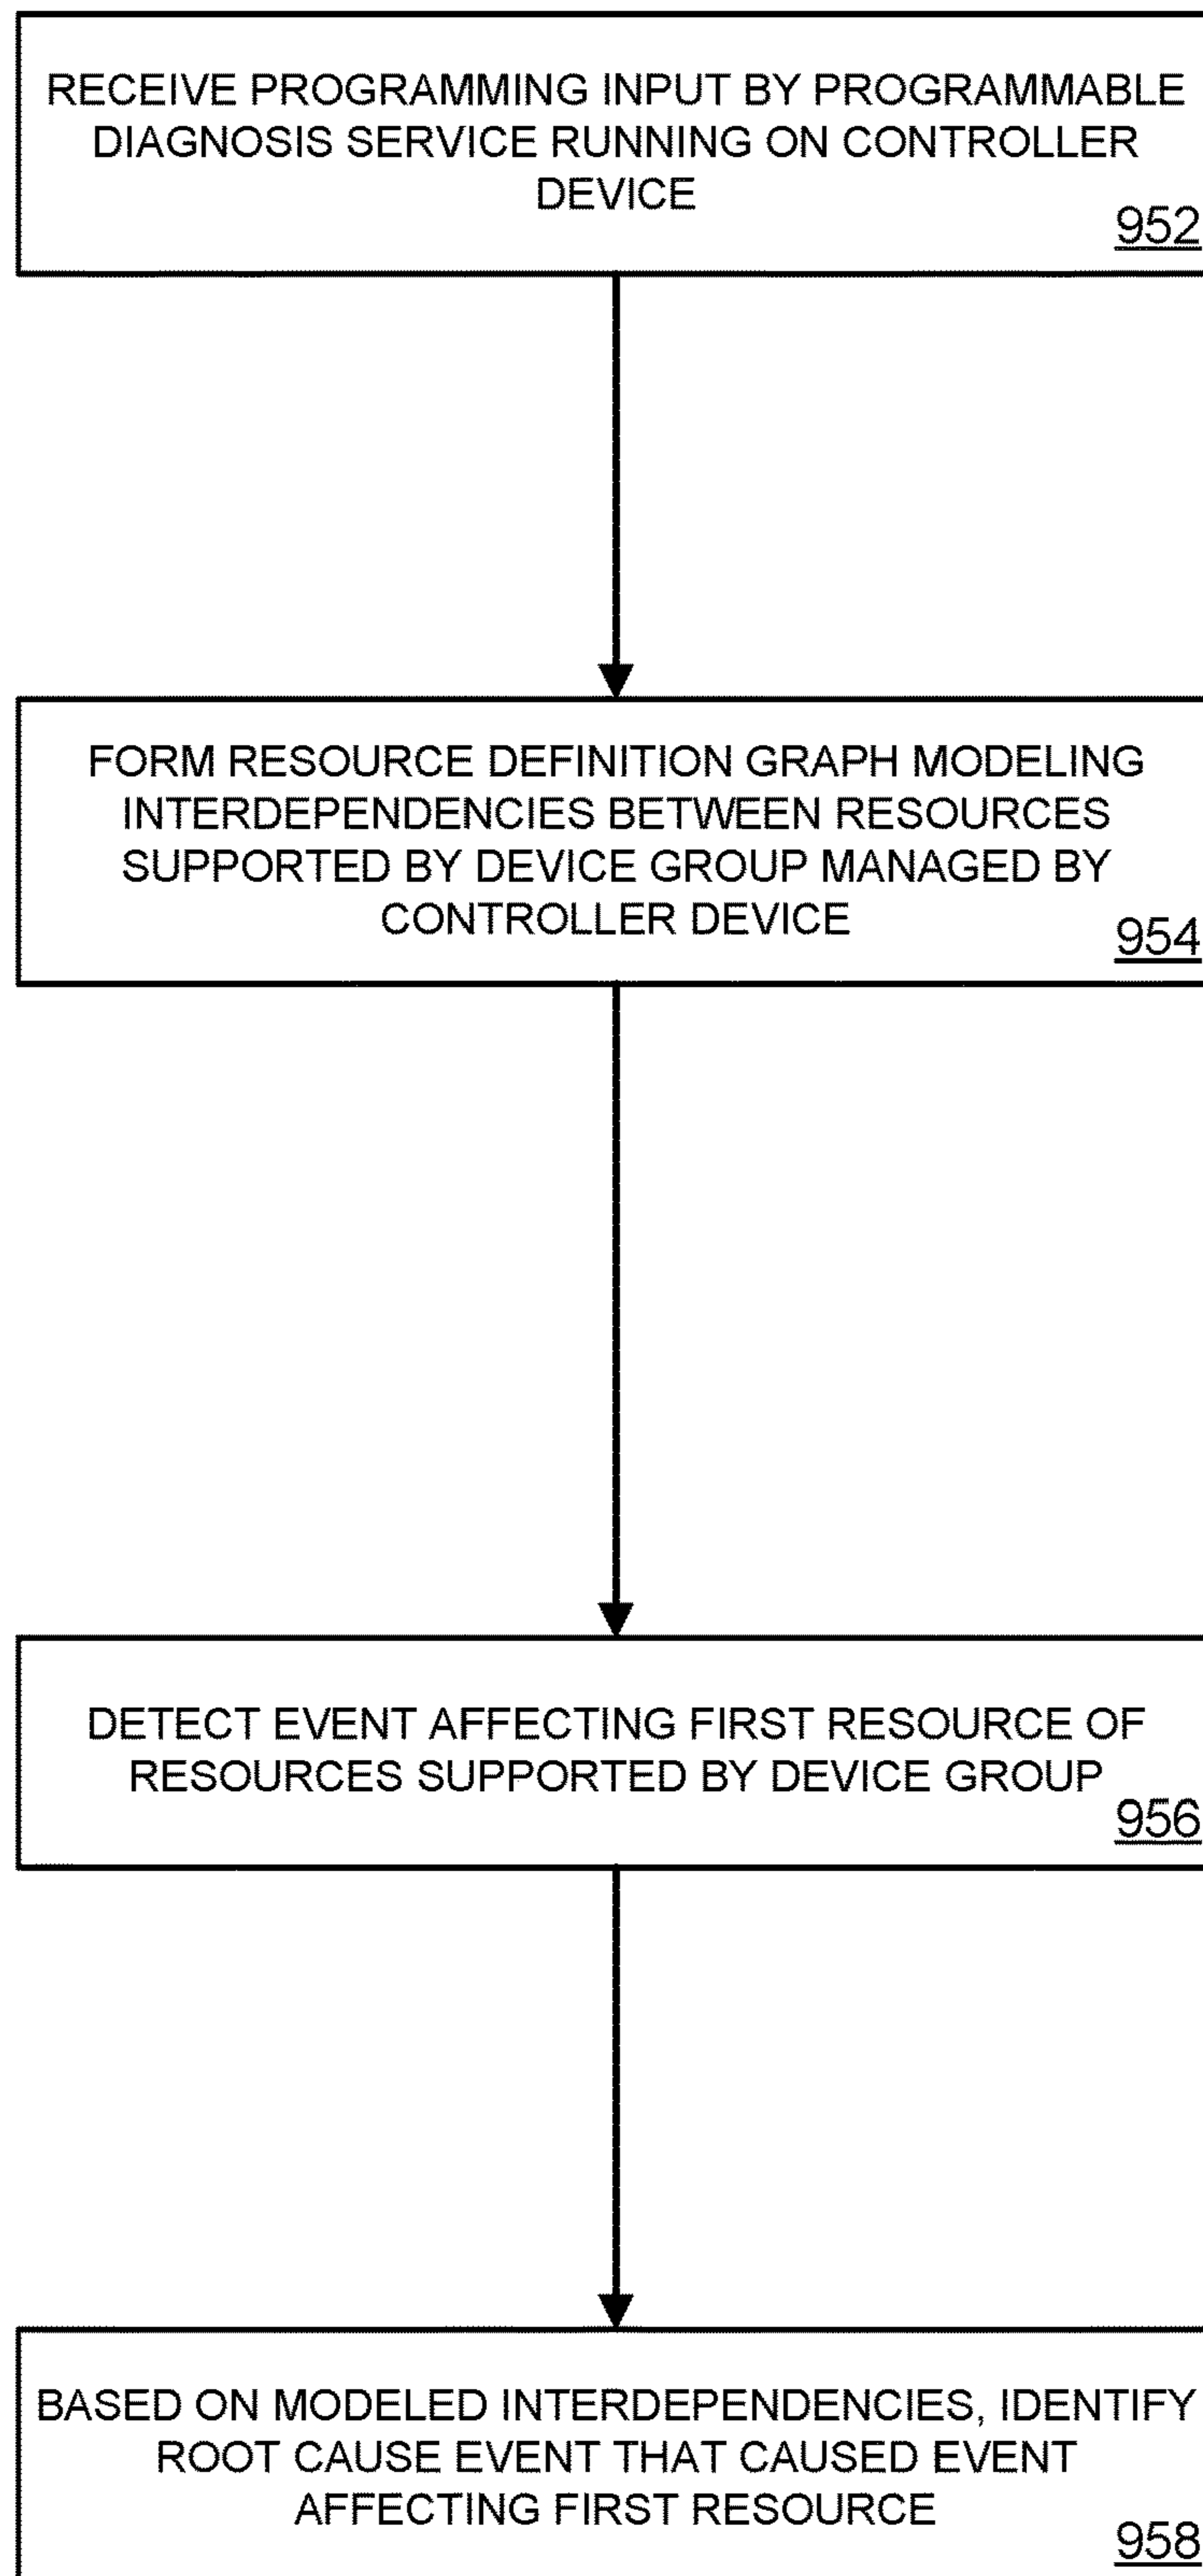 RECEIVE PROGRAMMING INPUT BY PROGRAMMABLE
DIAGNOSIS SERVICE RUNNING ON CONTROLLER
DEVICE
952
FORM RESOURCE DEFINITION GRAPH MODELING
INTERDEPENDENCIES BETWEEN RESOURCES
SUPPORTED BY DEVICE GROUP MANAGED BY
CONTROLLER DEVICE
954
DETECT EVENT AFFECTING FIRST RESOURCE OF
RESOURCES SUPPORTED BY DEVICE GROUP
956
BASED ON MODELED INTERDEPENDENCIES, IDENTIFY
ROOT CAUSE EVENT THAT CAUSED EVENT
AFFECTING FIRST RESOURCE
958